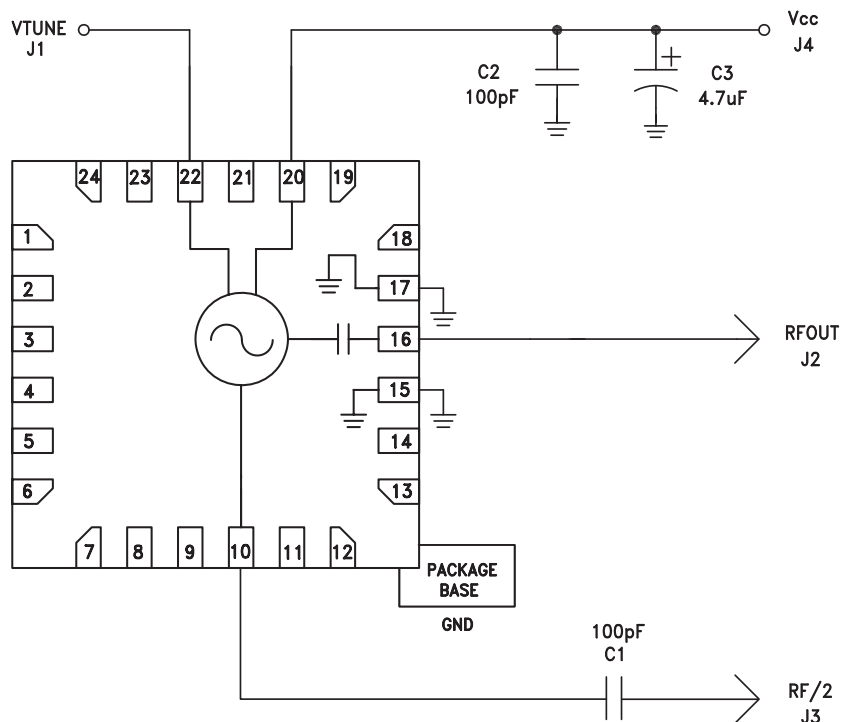 VTUNE
J1
Vcc
J4
C2
100pF
+
C3
4.7uF
24 23 22 21 20 19
1
2
3
4
5
6
18
17
16
15
14
13
7 8 9 10 11 12
RFOUT
J2
PACKAGE
BASE
GND
100pF
C1
RF/2
J3